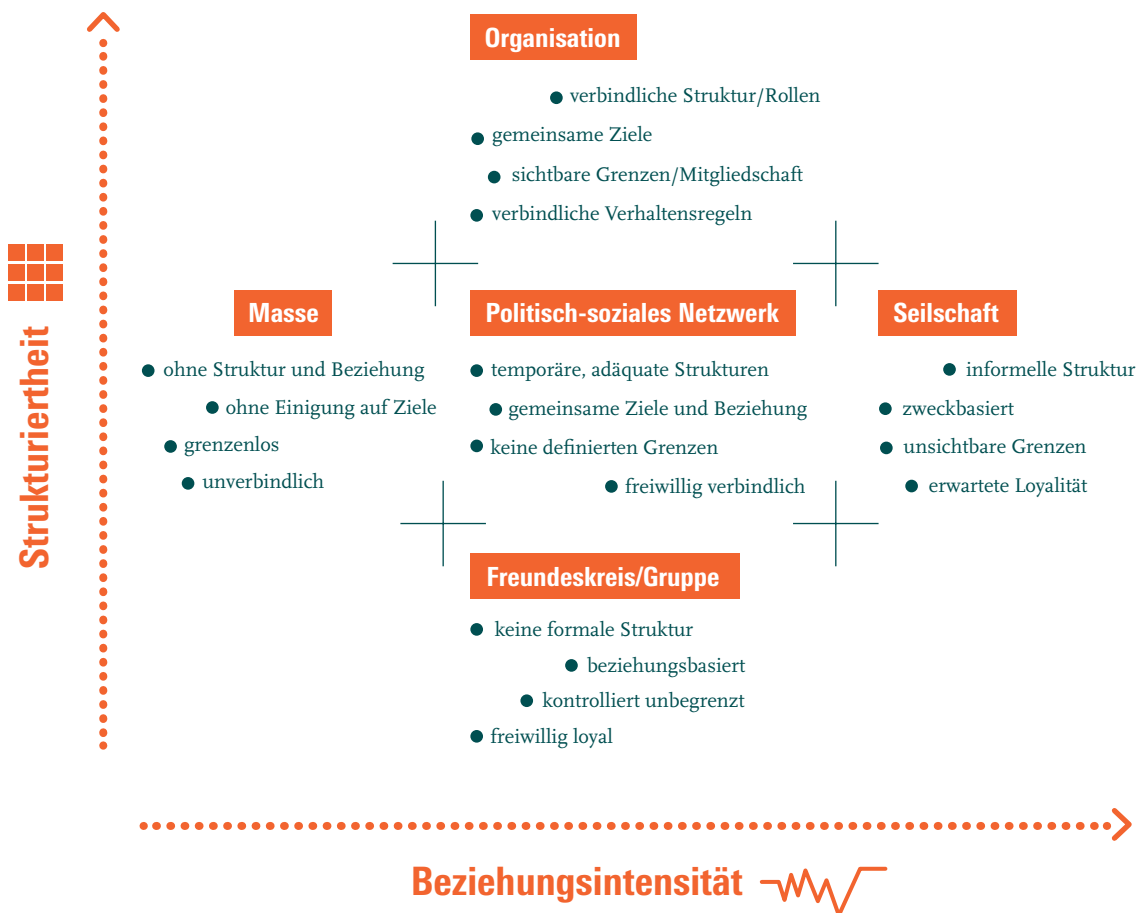 Organisation
verbindliche Struktur/Rollen
gemeinsame Ziele
sichtbare Grenzen/Mitgliedschaft
verbindliche Verhaltensregeln
Strukturiertheit
Masse
ohne Struktur und Beziehung
ohne Einigung auf Ziele
grenzenlos
unverbindlich
Politisch-soziales Netzwerk
temporäre, adäquate Strukturen
gemeinsame Ziele und Beziehung
keine definierten Grenzen
freiwillig verbindlich
Seilschaft
informelle Struktur
zweckbasiert
unsichtbare Grenzen
erwartete Loyalität
Freundeskreis/Gruppe
keine formale Struktur
beziehungsbasiert
kontrolliert unbegrenzt
freiwillig loyal
Beziehungsintensität